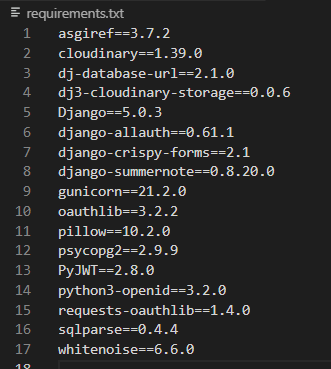 requirements.txt
1 asgiref==3.7.2
2 cloudinary==1.39.0
3 dj-database-url==2.1.0
4 dj3-cloudinary-storage==0.0.6
5 Django==5.0.3
6 django-allauth==0.61.1
7 django-crispy-forms==2.1
8 django-summernote==0.8.20.0
9 gunicorn==21.2.0
10 oauthlib==3.2.2
11 pillow==10.2.0
12 psycopg2==2.9.9
13 PyJWT==2.8.0
14 python3-openid==3.2.0
15 requests-oauthlib==1.4.0
16 sqlparse==0.4.4
17 whitenoise==6.6.0
18